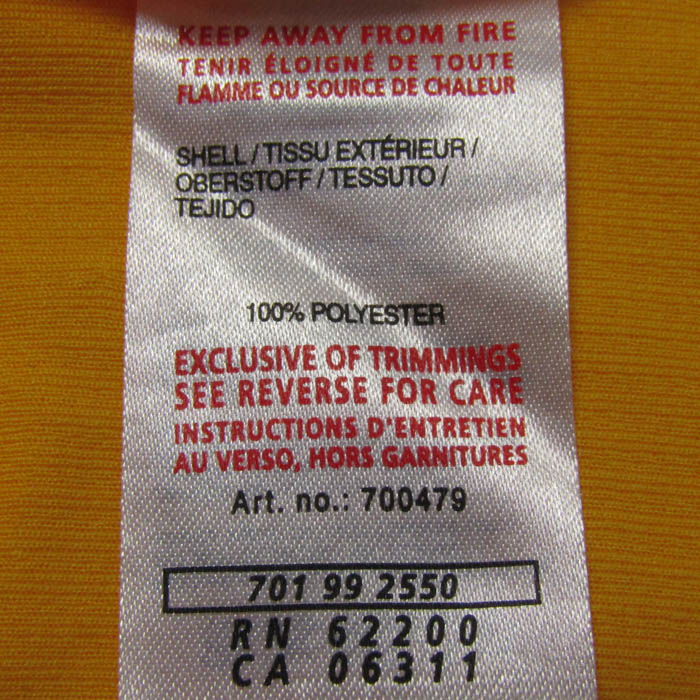 KEEP AWAY FROM FIRE
TENIR ÉLOIGNÉ DE TOUTE
FLAMME OU SOURCE DE CHALEUR
SHELL / TISSU EXTÉRIEUR /
OBERSTOFF / TESSUTO /
TEJIDO
100% POLYESTER
EXCLUSIVE OF TRIMMINGS
SEE REVERSE FOR CARE
INSTRUCTIONS D'ENTRETIEN
AU VERSO, HORS GARNITURES
Art. no.: 700479
701 99 2550
RN 62200
CA 06311